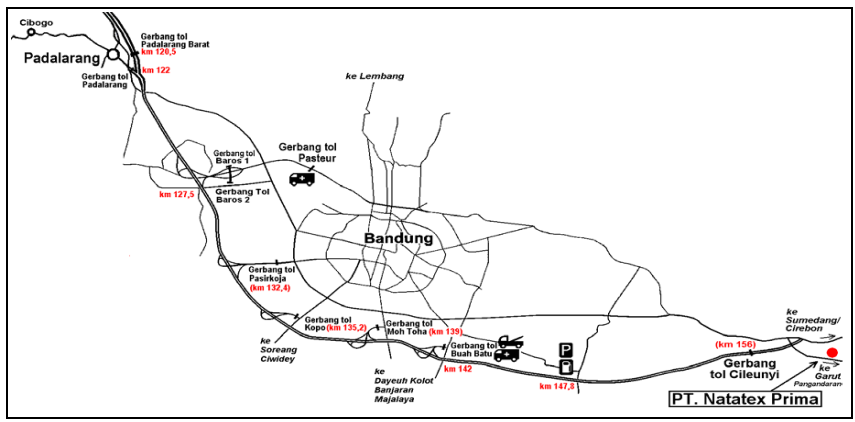 Cibogo
Gerbang tol
Padalarang Barat
km 120,5
Padalarang
km 122
Gerbang tol
Padalarang
ke Lembang
Gerbang tol
Baros 1
Gerbang tol
Pasteur
km 127,5
Gerbang Tol
Baros 2
Bandung
Gerbang tol
Pasirkoja
(km 132,4)
Gerbang tol
Kopo (km 135,2)
Gerbang tol
Moh Toha (km 139)
ke
Soreang
Ciwidey
Gerbang tol
Buah Batu
P
km 142
ke
Dayeuh Kolot
Banjaran
Majalaya
km 147,8
ke
Sumedang/
Cirebon
(km 156)
Gerbang
tol Cileunyi
ke
Garut
Pangandaran
PT. Natatex Prima